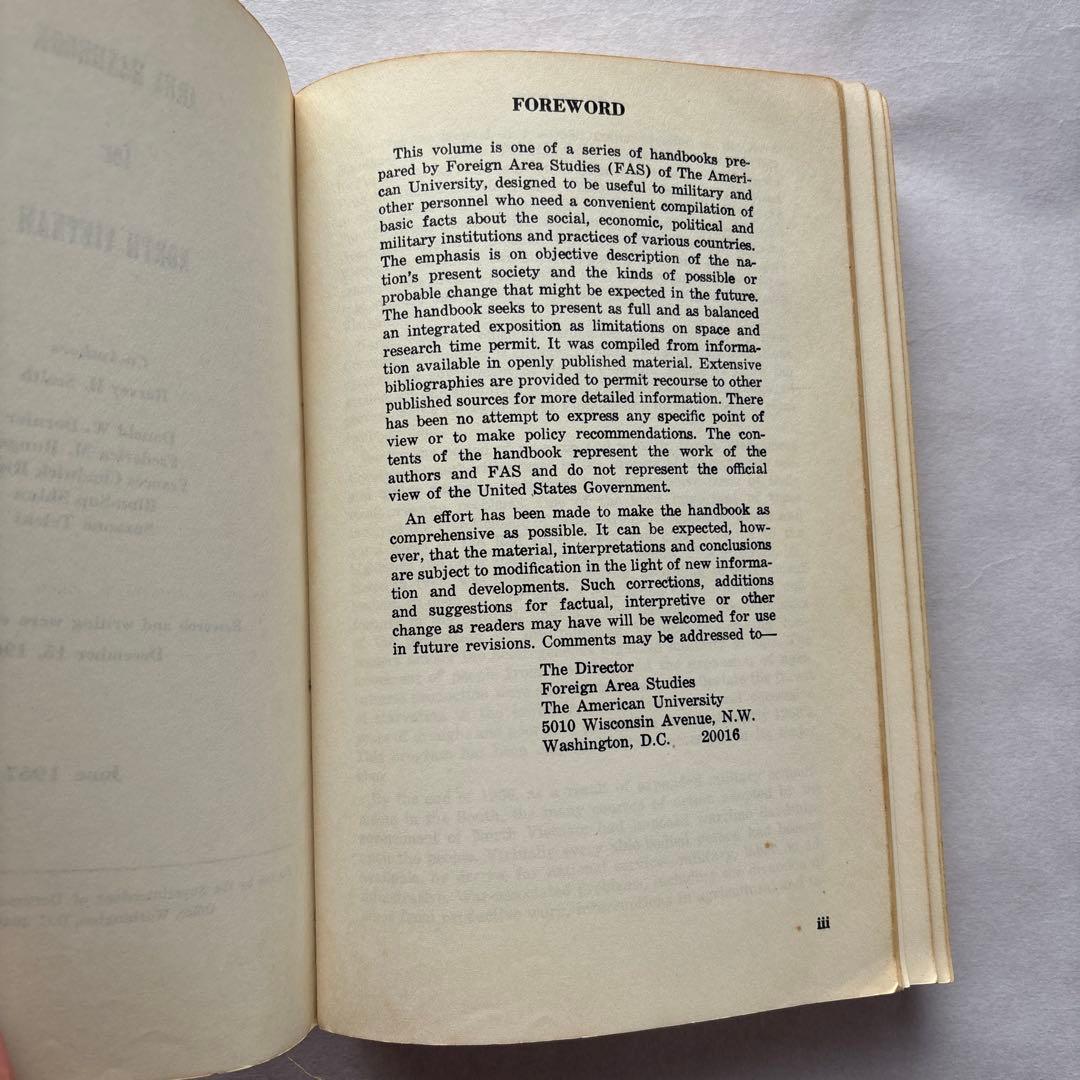 FOREWORD
This volume is one of a series of handbooks pre-
pared by Foreign Area Studies (FAS) of The Ameri-
can University, designed to be useful to military and
other personnel who need a convenient compilation of
basic facts about the social, economic, political and
military institutions and practices of various countries.
The emphasis is on objective description of the na-
tion's present society and the kinds of possible or
probable change that might be expected in the future.
The handbook seeks to present as full and as balanced
an integrated exposition as limitations on space and
research time permit. It was compiled from informa-
tion available in openly published material. Extensive
bibliographies are provided to permit recourse to other
published sources for more detailed information. There
has been no attempt to express any specific point of
view or to make policy recommendations. The con-
tents of the handbook represent the work of the
authors and FAS and do not represent the official
view of the United States Government.
An effort has been made to make the handbook as
comprehensive as possible. It can be expected, how-
ever, that the material, interpretations and conclusions
are subject to modification in the light of new informa-
tion and developments. Such corrections, additions
and suggestions for factual, interpretive or other
change as readers may have will be welcomed for use
in future revisions. Comments may be addressed to—
The Director
Foreign Area Studies
The American University
5010 Wisconsin Avenue, N.W.
Washington, D.C. 20016
iii